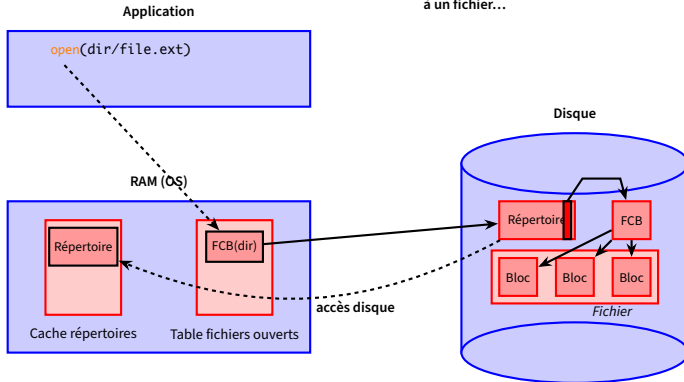 à un fichier…
Application
open(dir/file.ext)
Disque
RAM (OS)
Répertoire
FCB(dir)
Répertoire
FCB
Bloc
Bloc
Bloc
Fichier
accès disque
Cache répertoires
Table fichiers ouverts